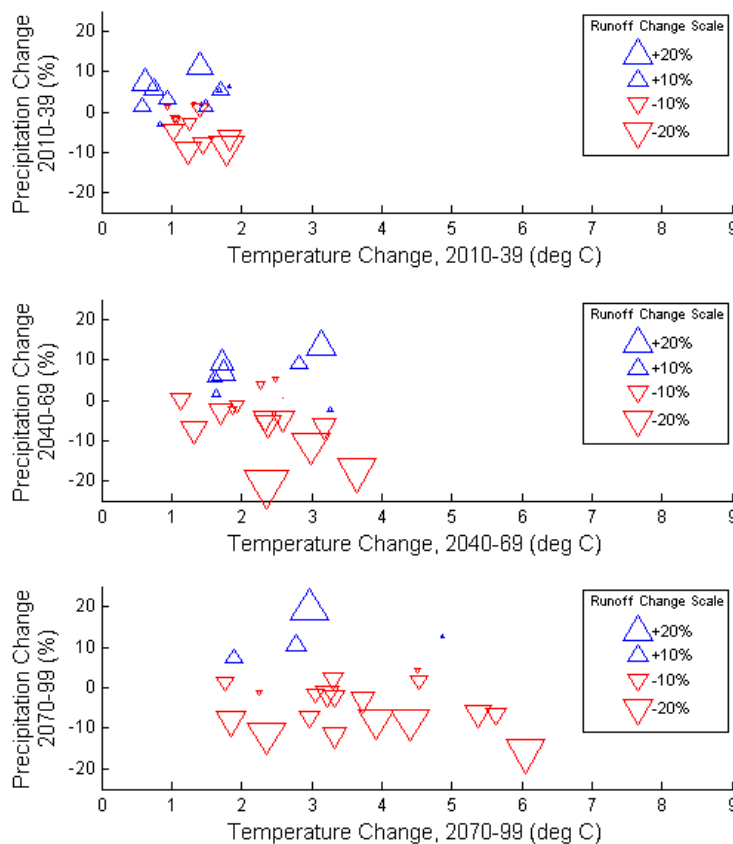 Precipitation Change
2010-39 (%)
20
10
0
-10
-20
0 1 2 3 4 5 6 7 8 9
Temperature Change, 2010-39 (deg C)
Runoff Change Scale
+20%
+10%
-10%
-20%
Precipitation Change
2040-69 (%)
20
10
0
-10
-20
0 1 2 3 4 5 6 7 8 9
Temperature Change, 2040-69 (deg C)
Runoff Change Scale
+20%
+10%
-10%
-20%
Precipitation Change
2070-99 (%)
20
10
0
-10
-20
0 1 2 3 4 5 6 7 8 9
Temperature Change, 2070-99 (deg C)
Runoff Change Scale
+20%
+10%
-10%
-20%